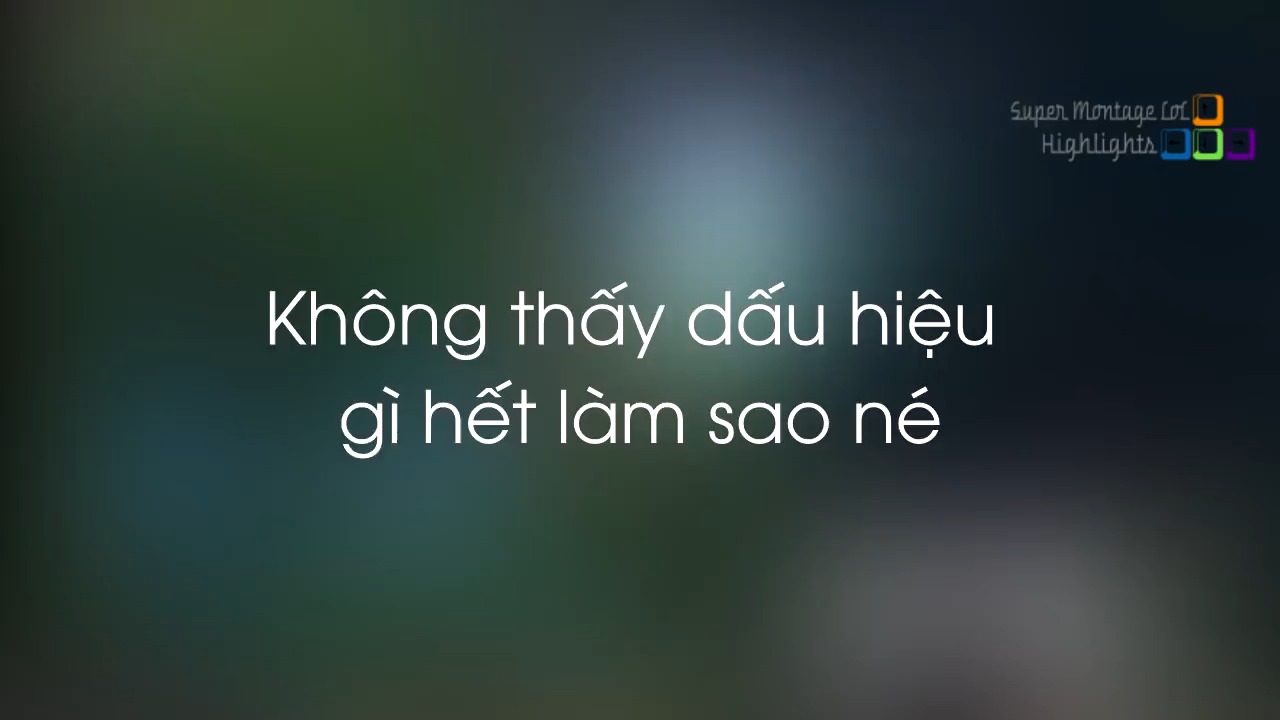 Super Montage LoL
Highlights
Không thấy dấu hiệu
gì hết làm sao né